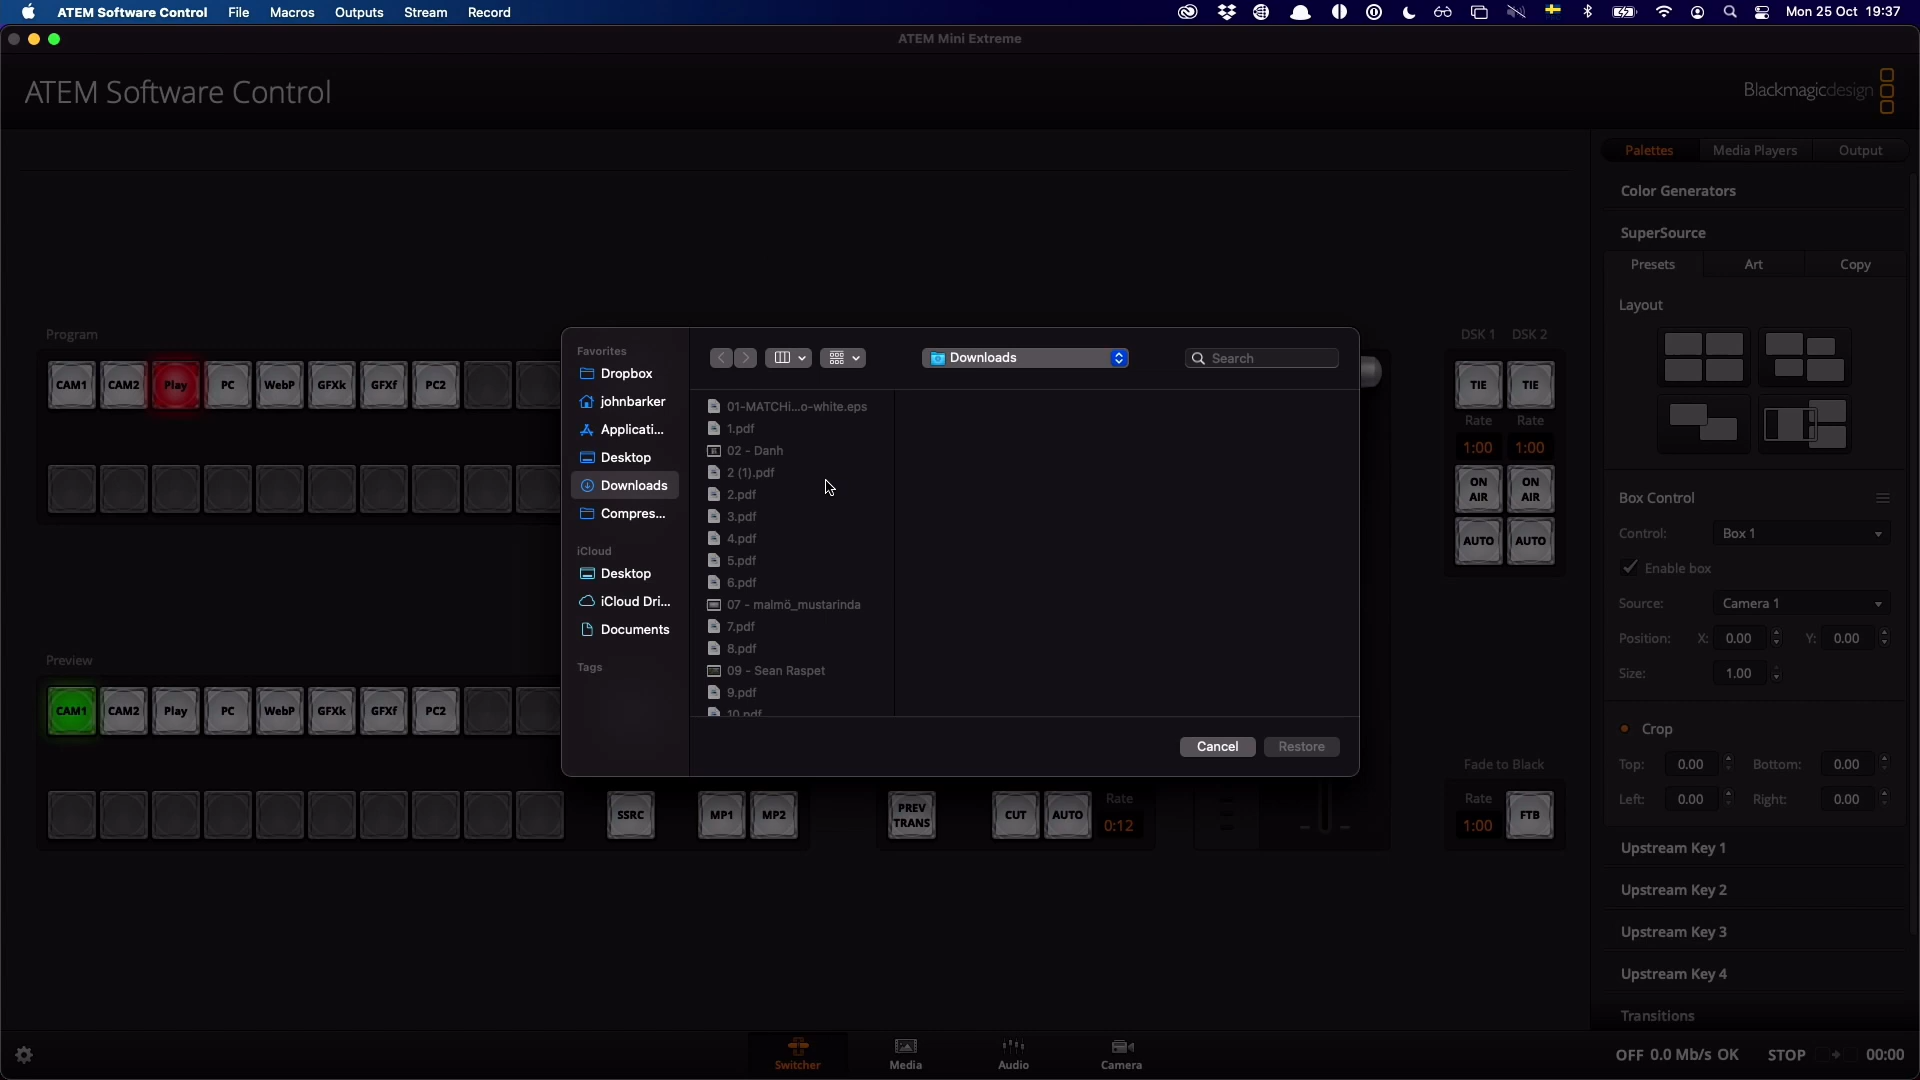 ATEM Software Control File Macros Outputs Stream Record Mon 25 Oct 19:37
ATEM Mini Extreme
ATEM Software Control
Blackmagicdesign
Palettes Media Players Output
Color Generators
SuperSource
Presets Art Copy
Layout
Program
CAM1 CAM2 Play PC WebP GFXk GFXf PC2
Favorites
Dropbox
johnbarker
Applicati...
Desktop
Downloads
Compres...
iCloud
Desktop
iCloud Dri...
Documents
Tags
Downloads
Search
01-MATCHi...o-white.eps
1.pdf
02 - Danh
2 (1).pdf
2.pdf
3.pdf
4.pdf
5.pdf
6.pdf
07 - malmö_mustarinda
7.pdf
8.pdf
09 - Sean Raspet
9.pdf
10.pdf
Cancel Restore
DSK 1 DSK 2
TIE TIE
Rate Rate
1:00 1:00
ON AIR ON AIR
AUTO AUTO
Box Control
Control: Box 1
Enable box
Source: Camera 1
Position: X: 0.00 Y: 0.00
Size: 1.00
Crop
Top: 0.00 Bottom: 0.00
Left: 0.00 Right: 0.00
Preview
CAM1 CAM2 Play PC WebP GFXk GFXf PC2
SSRC MP1 MP2
PREV TRANS
CUT AUTO
Rate
0:12
Fade to Black
Rate
1:00
FTB
Upstream Key 1
Upstream Key 2
Upstream Key 3
Upstream Key 4
Transitions
Switcher Media Audio Camera
OFF 0.0 Mb/s OK STOP 00:00